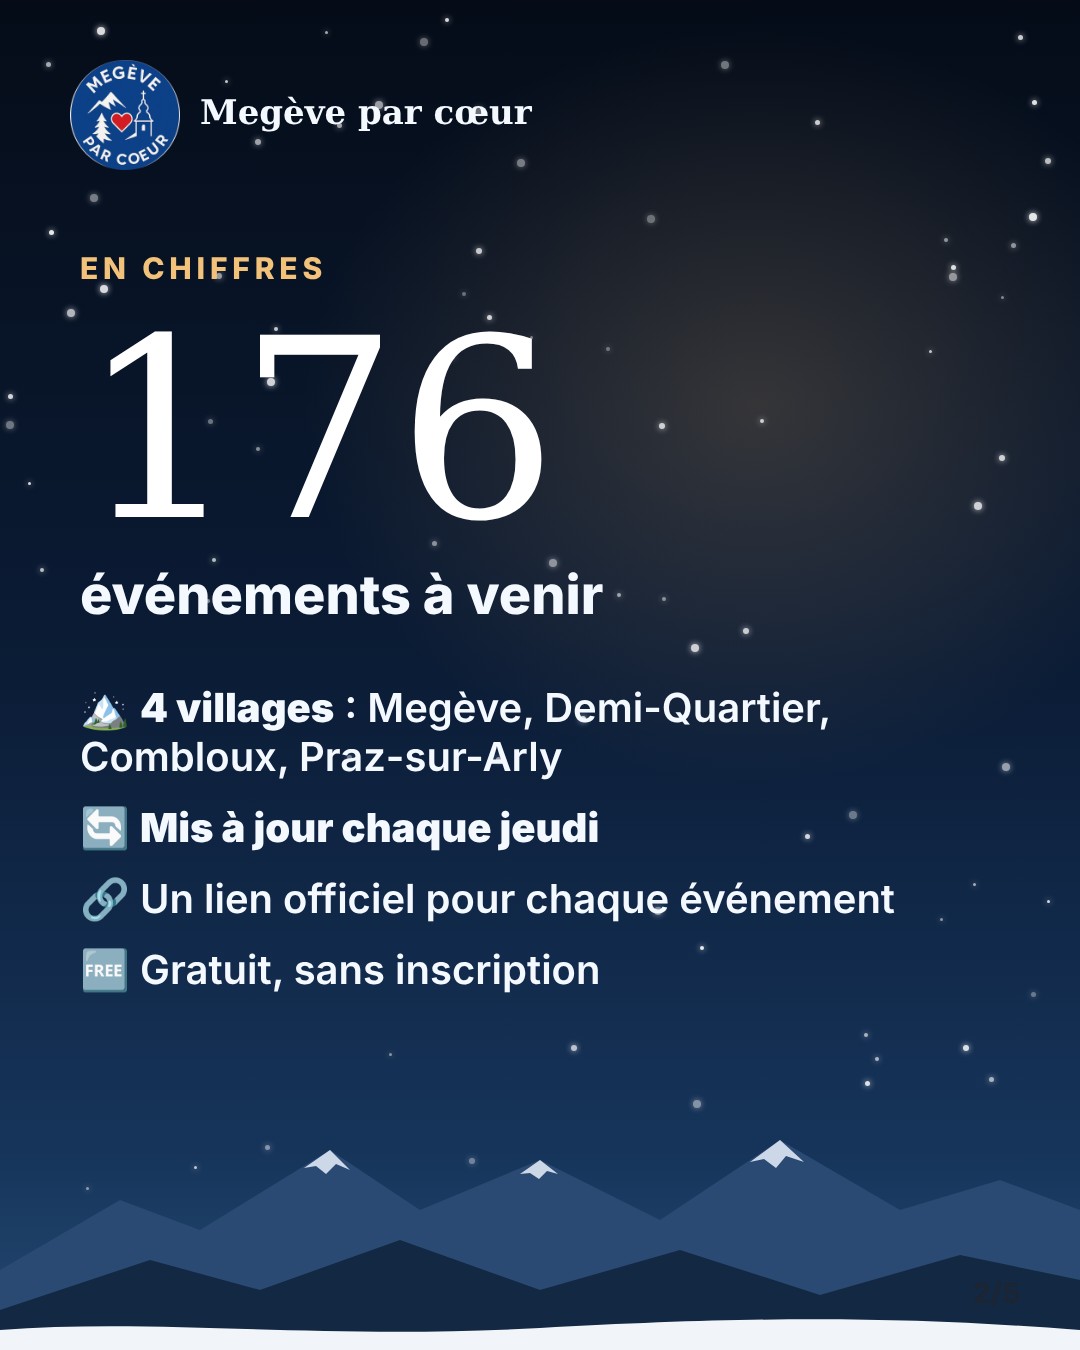 MEGÈVE
PAR COEUR
Megève par cœur
EN CHIFFRES
176
événements à venir
4 villages : Megève, Demi-Quartier,
Combloux, Praz-sur-Arly
Mis à jour chaque jeudi
Un lien officiel pour chaque événement
FREE Gratuit, sans inscription